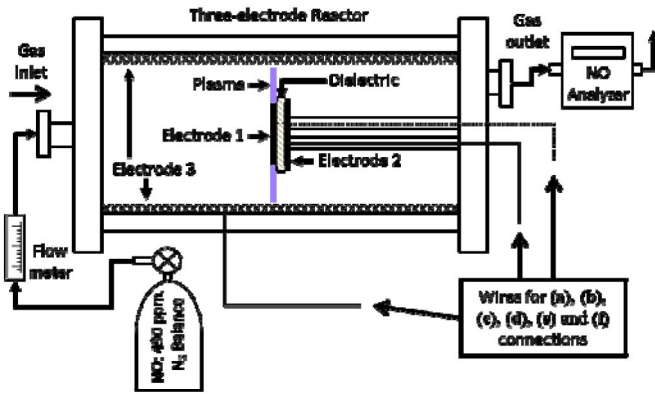 Three-electrode Reactor
Gas
inlet
Gas
outlet
NO
Analyzer
Plasma
Dielectric
Electrode 1
Electrode 2
Electrode 3
Flow
meter
NO: 490 ppm,
N₂ Balance
Wires for (a), (b),
(c), (d), (e) and (f)
connections